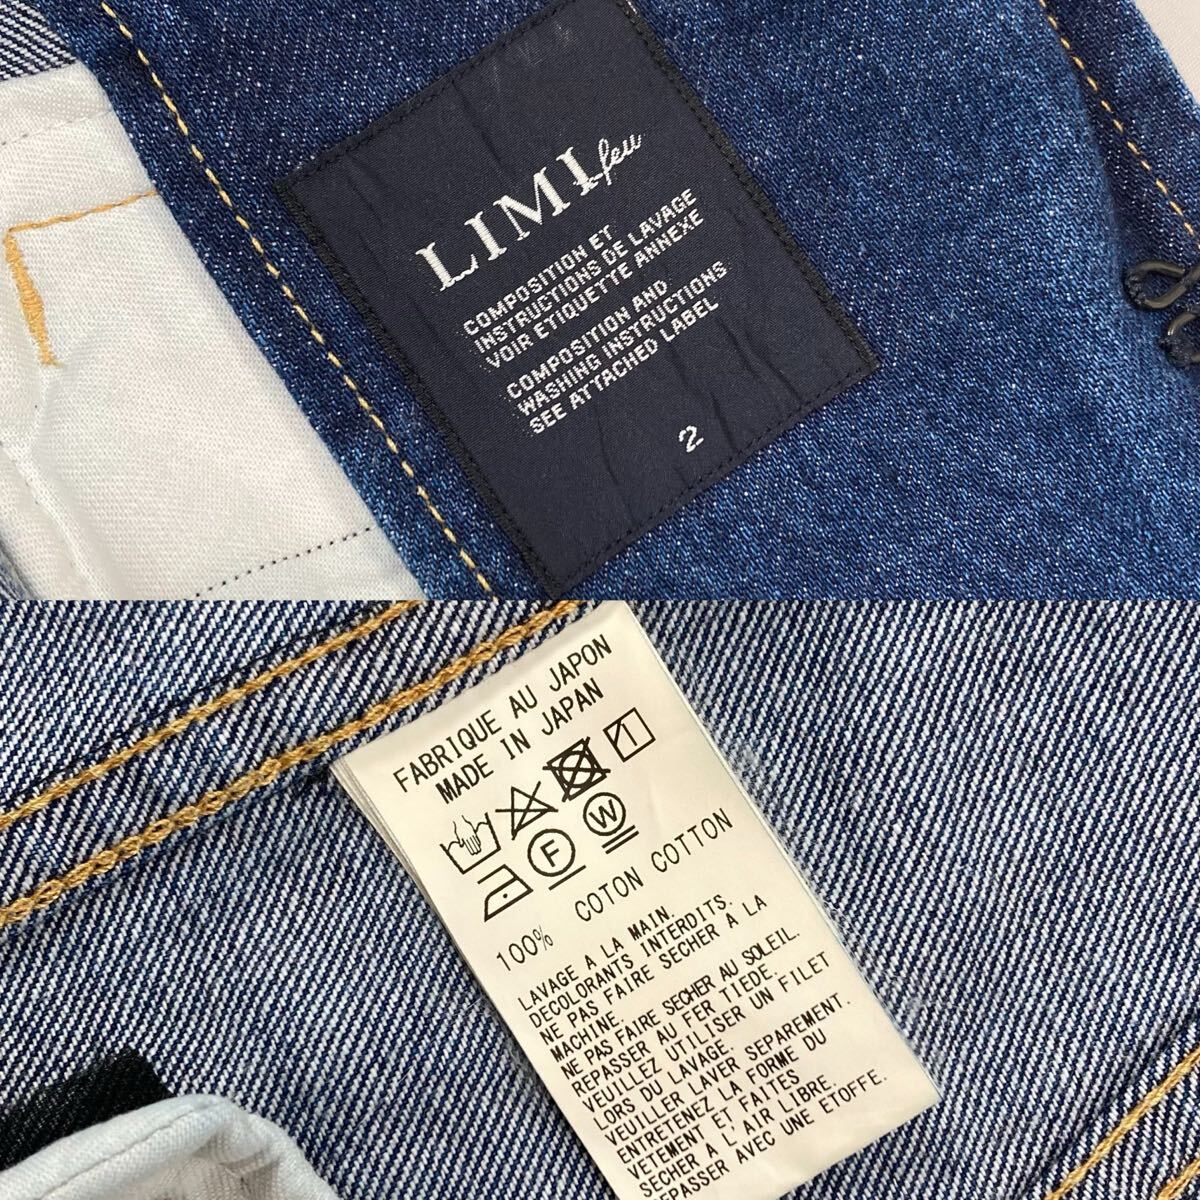 LIMI feu
COMPOSITION ET
INSTRUCTIONS DE LAVAGE
VOIR ETIQUETTE ANNEXE
COMPOSITION AND
WASHING INSTRUCTIONS
SEE ATTACHED LABEL
2
FABRIQUE AU JAPON
MADE IN JAPAN
F W
100% COTON COTTON
LAVAGE A LA MAIN.
DECOLORANTS INTERDITS.
NE PAS FAIRE SECHER A LA
MACHINE.
NE PAS FAIRE SECHER AU SOLEIL.
REPASSER AU FER TIEDE.
VEUILLEZ UTILISER UN FILET
LORS DU LAVAGE.
VEUILLER LAVER SEPAREMENT.
ENTRETENEZ LA FORME DU
VETEMENT ET FAITES
SECHER A L'AIR LIBRE.
REPASSER AVEC UNE ETOFFE.